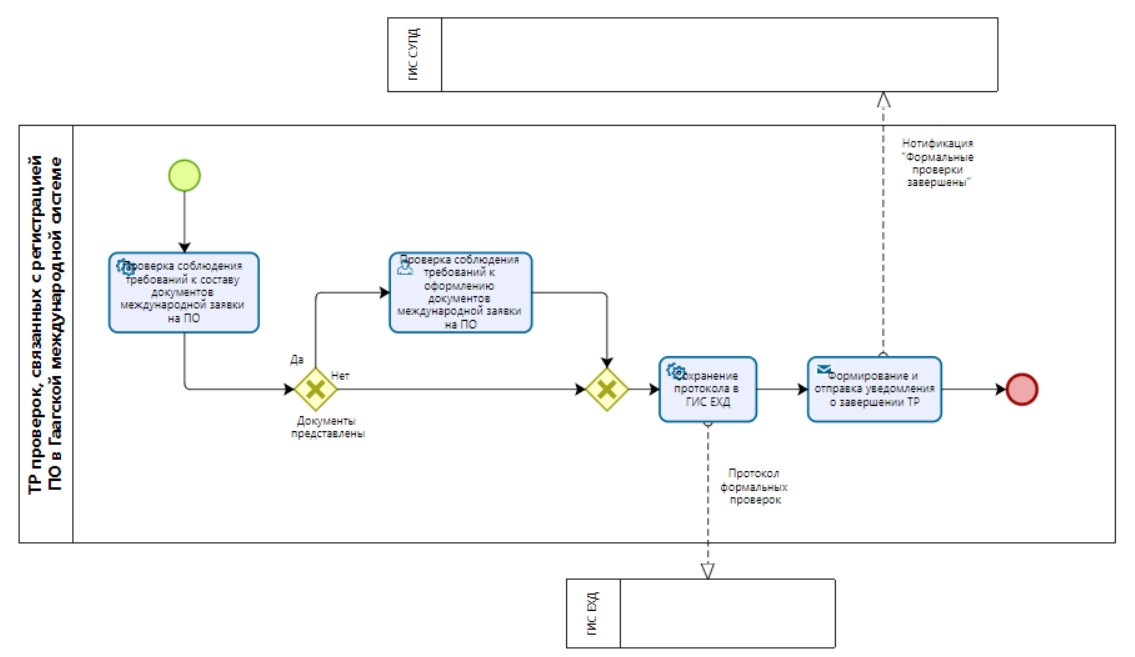 ГИС СУПД
Нотификация
"Формальные
проверки
завершены"
ТР проверок, связанных с регистрацией
ПО в Гаагской международной системе
Проверка соблюдения
требований к составу
документов
международной заявки
на ПО
Проверка соблюдения
требований к
оформлению
документов
международной заявки
на ПО
Да
Нет
Документы
представлены
Сохранение
протокола в
ГИС ЕХД
Формирование и
отправка уведомления
о завершении ТР
Протокол
формальных
проверок
ГИС ЕХД